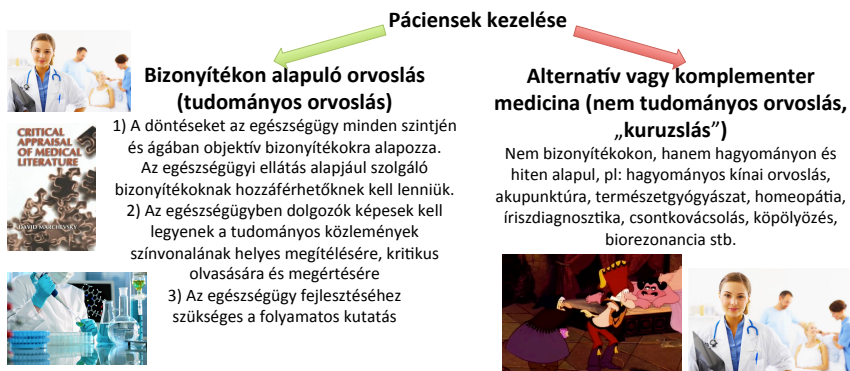 Páciensek kezelése
Bizonyítékon alapuló orvoslás
(tudományos orvoslás)
1) A döntéseket az egészségügy minden szintjén
és ágában objektív bizonyítékokra alapozza.
Az egészségügyi ellátás alapjául szolgáló
bizonyítékoknak hozzáférhetőknek kell lenniük.
2) Az egészségügyben dolgozók képesek kell
legyenek a tudományos közlemények
színvonalának helyes megítélésére, kritikus
olvasására és megértésére
3) Az egészségügy fejlesztéséhez
szükséges a folyamatos kutatás
CRITICAL
APPRAISAL
OF MEDICAL
LITERATURE
DAVID MARCHEVSKY
Alternatív vagy komplementer
medicina (nem tudományos orvoslás,
„kuruzslás”)
Nem bizonyítékokon, hanem hagyományon és
hiten alapul, pl: hagyományos kínai orvoslás,
akupunktúra, természetgyógyászat, homeopátia,
íriszdiagnosztika, csontkovácsolás, köpölyözés,
biorezonancia stb.